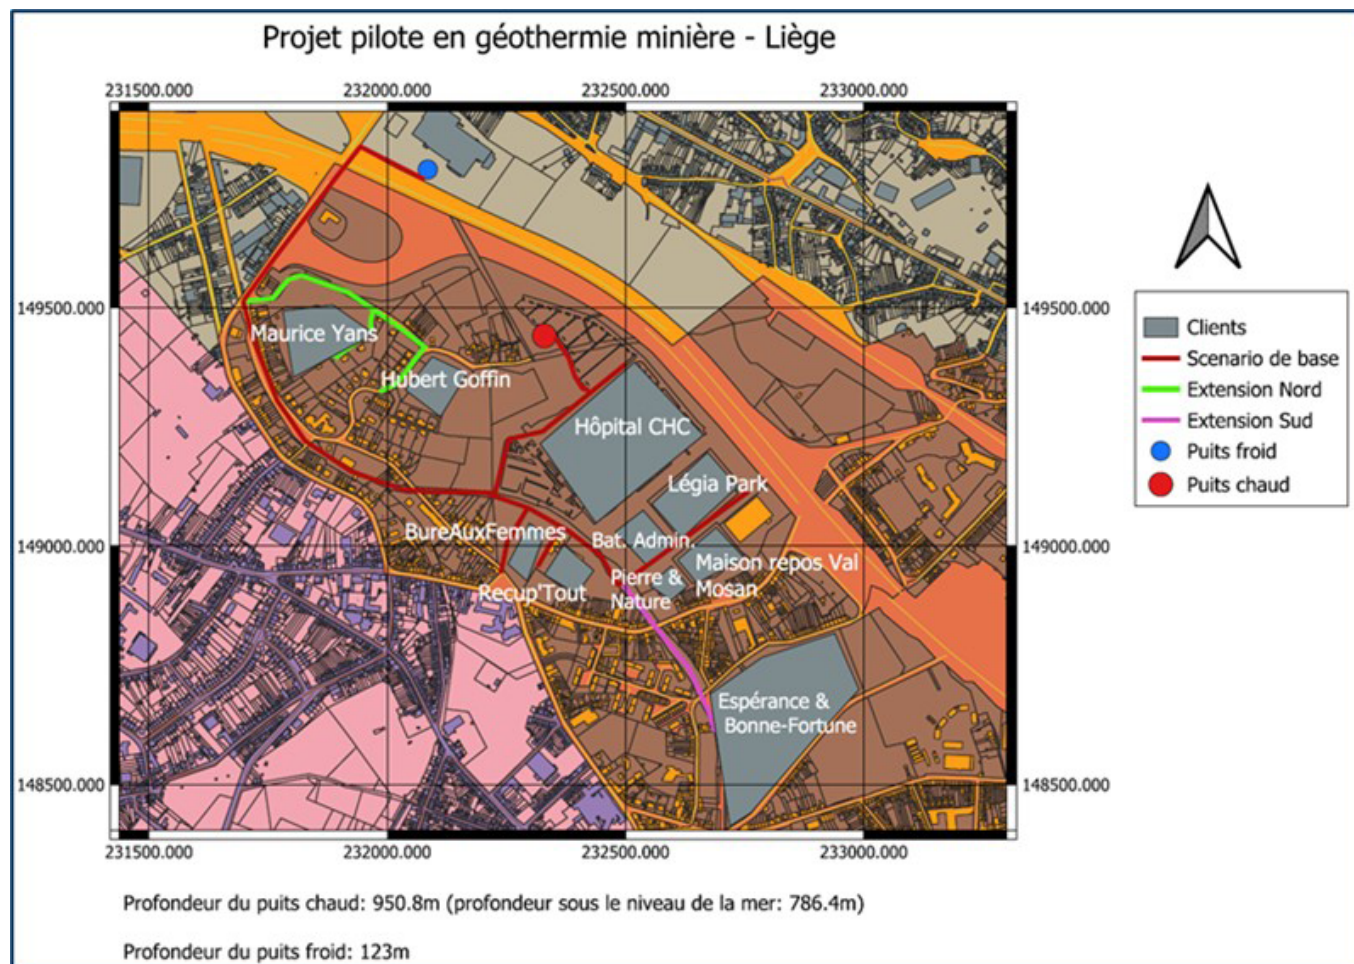 Projet pilote en géothermie minière - Liège
231500.000 232000.000 232500.000 233000.000
149500.000 149500.000
Maurice Yans
Hubert Goffin
Hôpital CHC
Légia Park
BureAuxFemmes
Bat. Admin.
149000.000 149000.000
Maison repos Val
Mosan
Pierre &
Nature
Recup'Tout
Espérance &
Bonne-Fortune
148500.000 148500.000
231500.000 232000.000 232500.000 233000.000
Clients
Scenario de base
Extension Nord
Extension Sud
Puits froid
Puits chaud
Profondeur du puits chaud: 950.8m (profondeur sous le niveau de la mer: 786.4m)
Profondeur du puits froid: 123m